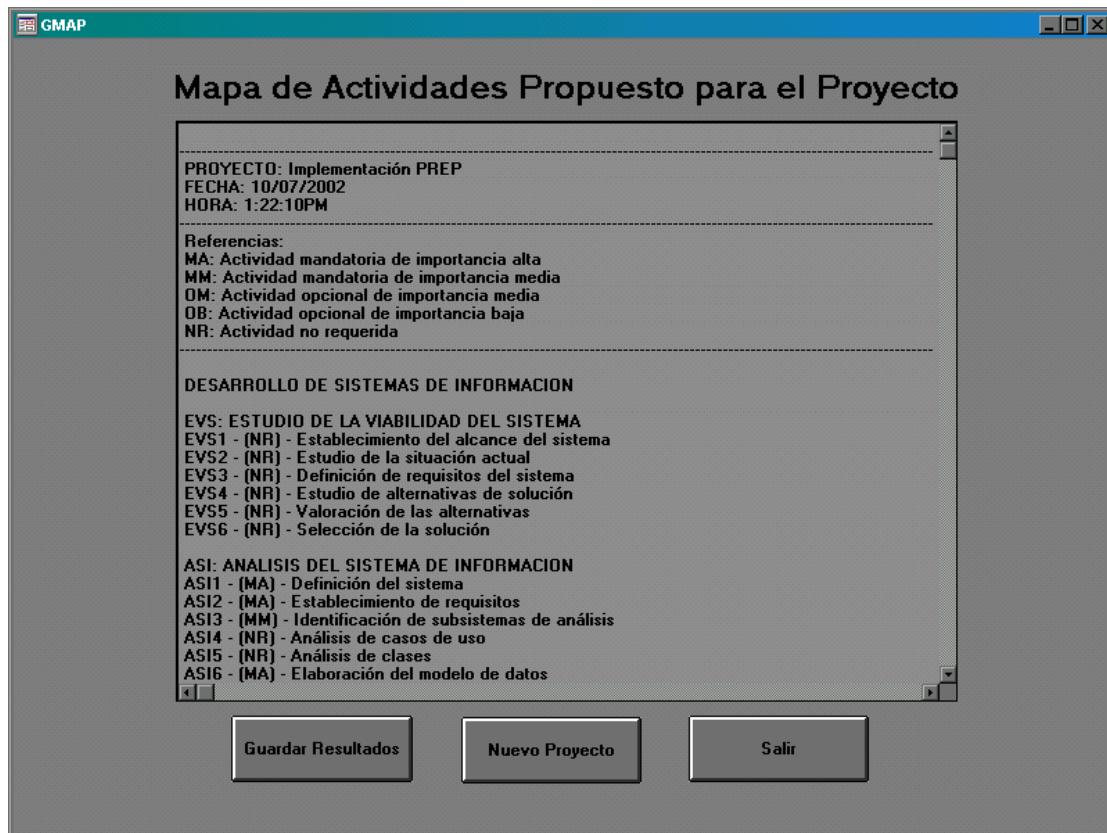 GMAP
Mapa de Actividades Propuesto para el Proyecto
PROYECTO: Implementación PREP
FECHA: 10/07/2002
HORA: 1:22:10PM
Referencias:
MA: Actividad mandatoria de importancia alta
MM: Actividad mandatoria de importancia media
OM: Actividad opcional de importancia media
OB: Actividad opcional de importancia baja
NR: Actividad no requerida
DESARROLLO DE SISTEMAS DE INFORMACION
EVS: ESTUDIO DE LA VIABILIDAD DEL SISTEMA
EVS1 - (NR) - Establecimiento del alcance del sistema
EVS2 - (NR) - Estudio de la situación actual
EVS3 - (NR) - Definición de requisitos del sistema
EVS4 - (NR) - Estudio de alternativas de solución
EVS5 - (NR) - Valoración de las alternativas
EVS6 - (NR) - Selección de la solución
ASI: ANALISIS DEL SISTEMA DE INFORMACION
ASI1 - (MA) - Definición del sistema
ASI2 - (MA) - Establecimiento de requisitos
ASI3 - (MM) - Identificación de subsistemas de análisis
ASI4 - (NR) - Análisis de casos de uso
ASI5 - (NR) - Análisis de clases
ASI6 - (MA) - Elaboración del modelo de datos
Guardar Resultados
Nuevo Proyecto
Salir